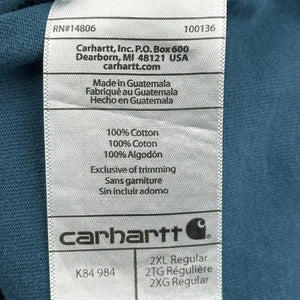 RN#14806 100136
Carhartt, Inc. P.O. Box 600
Dearborn, MI 48121 USA
carhartt.com
Made in Guatemala
Fabriqué au Guatemala
Hecho en Guatemala
100% Cotton
100% Coton
100% Algodón
Exclusive of trimming
Sans garniture
Sin incluir adorno
carhartt
K84 984
2XL Regular
2TG Régulière
2XG Regular